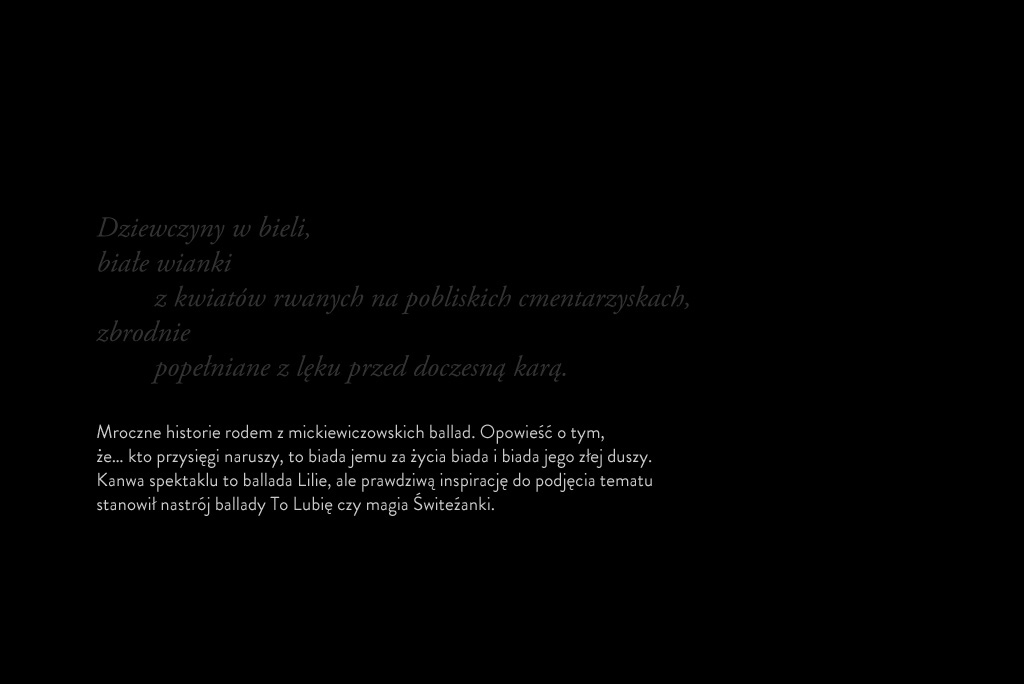 Dziewczyny w bieli,
białe wianki
z kwiatów rwanych na pobliskich cmentarzyskach,
zbrodnie
popełniane z lęku przed doczesną karą.
Mroczne historie rodem z mickiewiczowskich ballad. Opowieść o tym,
że... kto przysięgi naruszy, to biada jemu za życia biada i biada jego złej duszy.
Kanwa spektaklu to ballada Lilie, ale prawdziwą inspirację do podjęcia tematu
stanowił nastrój ballady To Lubię czy magia Świteźanki.